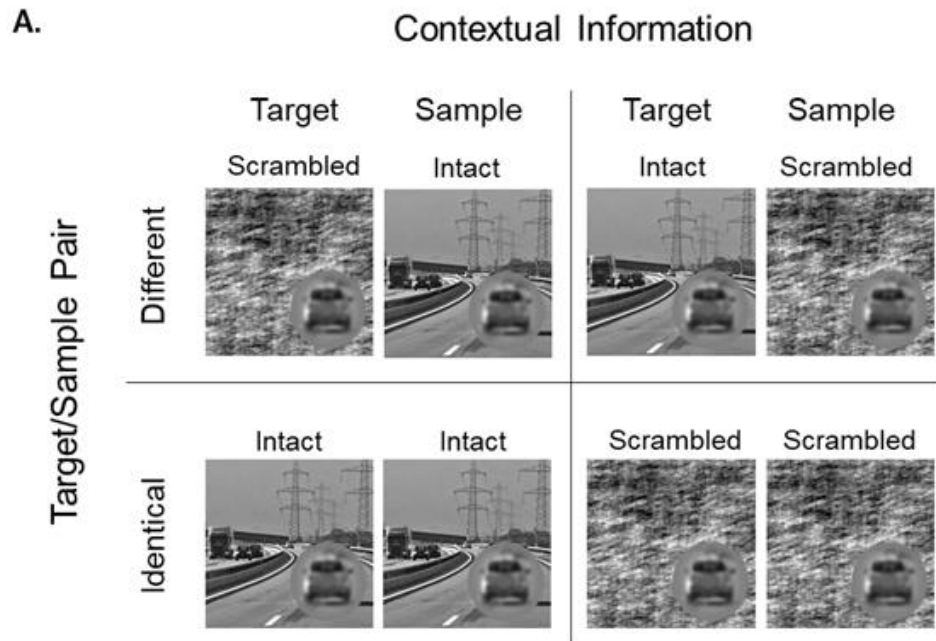 A.
Contextual Information
Target Sample Target Sample
Scrambled Intact Intact Scrambled
Target/Sample Pair
Different
Intact Intact Scrambled Scrambled
Identical